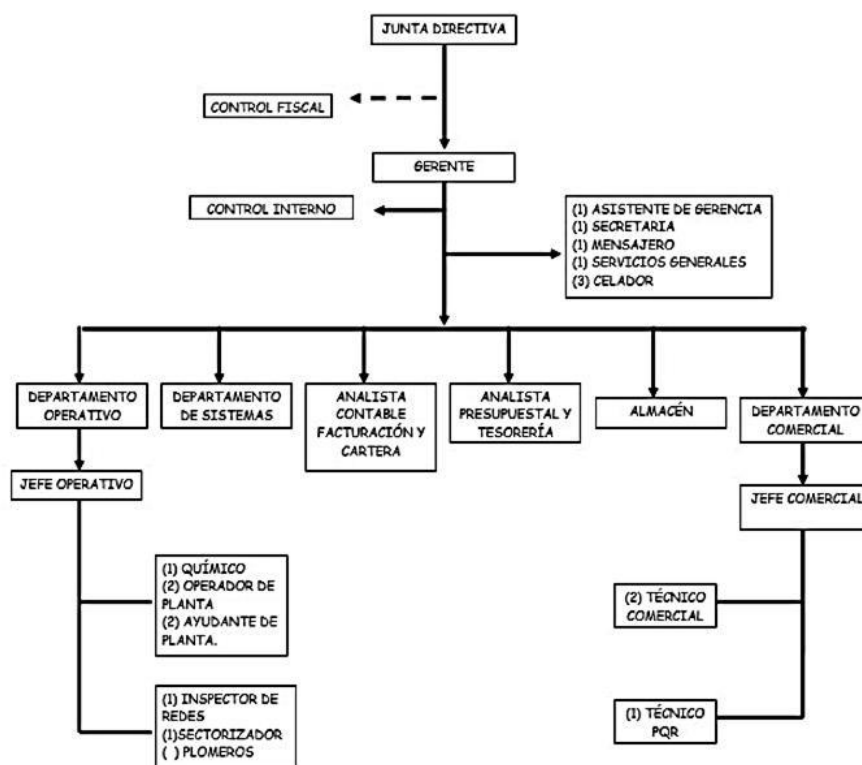 JUNTA DIRECTIVA
CONTROL FISCAL
GERENTE
CONTROL INTERNO
(1) ASISTENTE DE GERENCIA
(1) SECRETARIA
(1) MENSAJERO
(1) SERVICIOS GENERALES
(3) CELADOR
DEPARTAMENTO
OPERATIVO
DEPARTAMENTO
DE SISTEMAS
ANALISTA
CONTABLE
FACTURACIÓN Y
CARTERA
ANALISTA
PRESUPUESTAL Y
TESORERÍA
ALMACÉN
DEPARTAMENTO
COMERCIAL
JEFE OPERATIVO
JEFE COMERCIAL
(1) QUÍMICO
(2) OPERADOR DE
PLANTA
(2) AYUDANTE DE
PLANTA.
(2) TÉCNICO
COMERCIAL
(1) INSPECTOR DE
REDES
(1)SECTORIZADOR
( ) PLOMEROS
(1) TÉCNICO
PQR